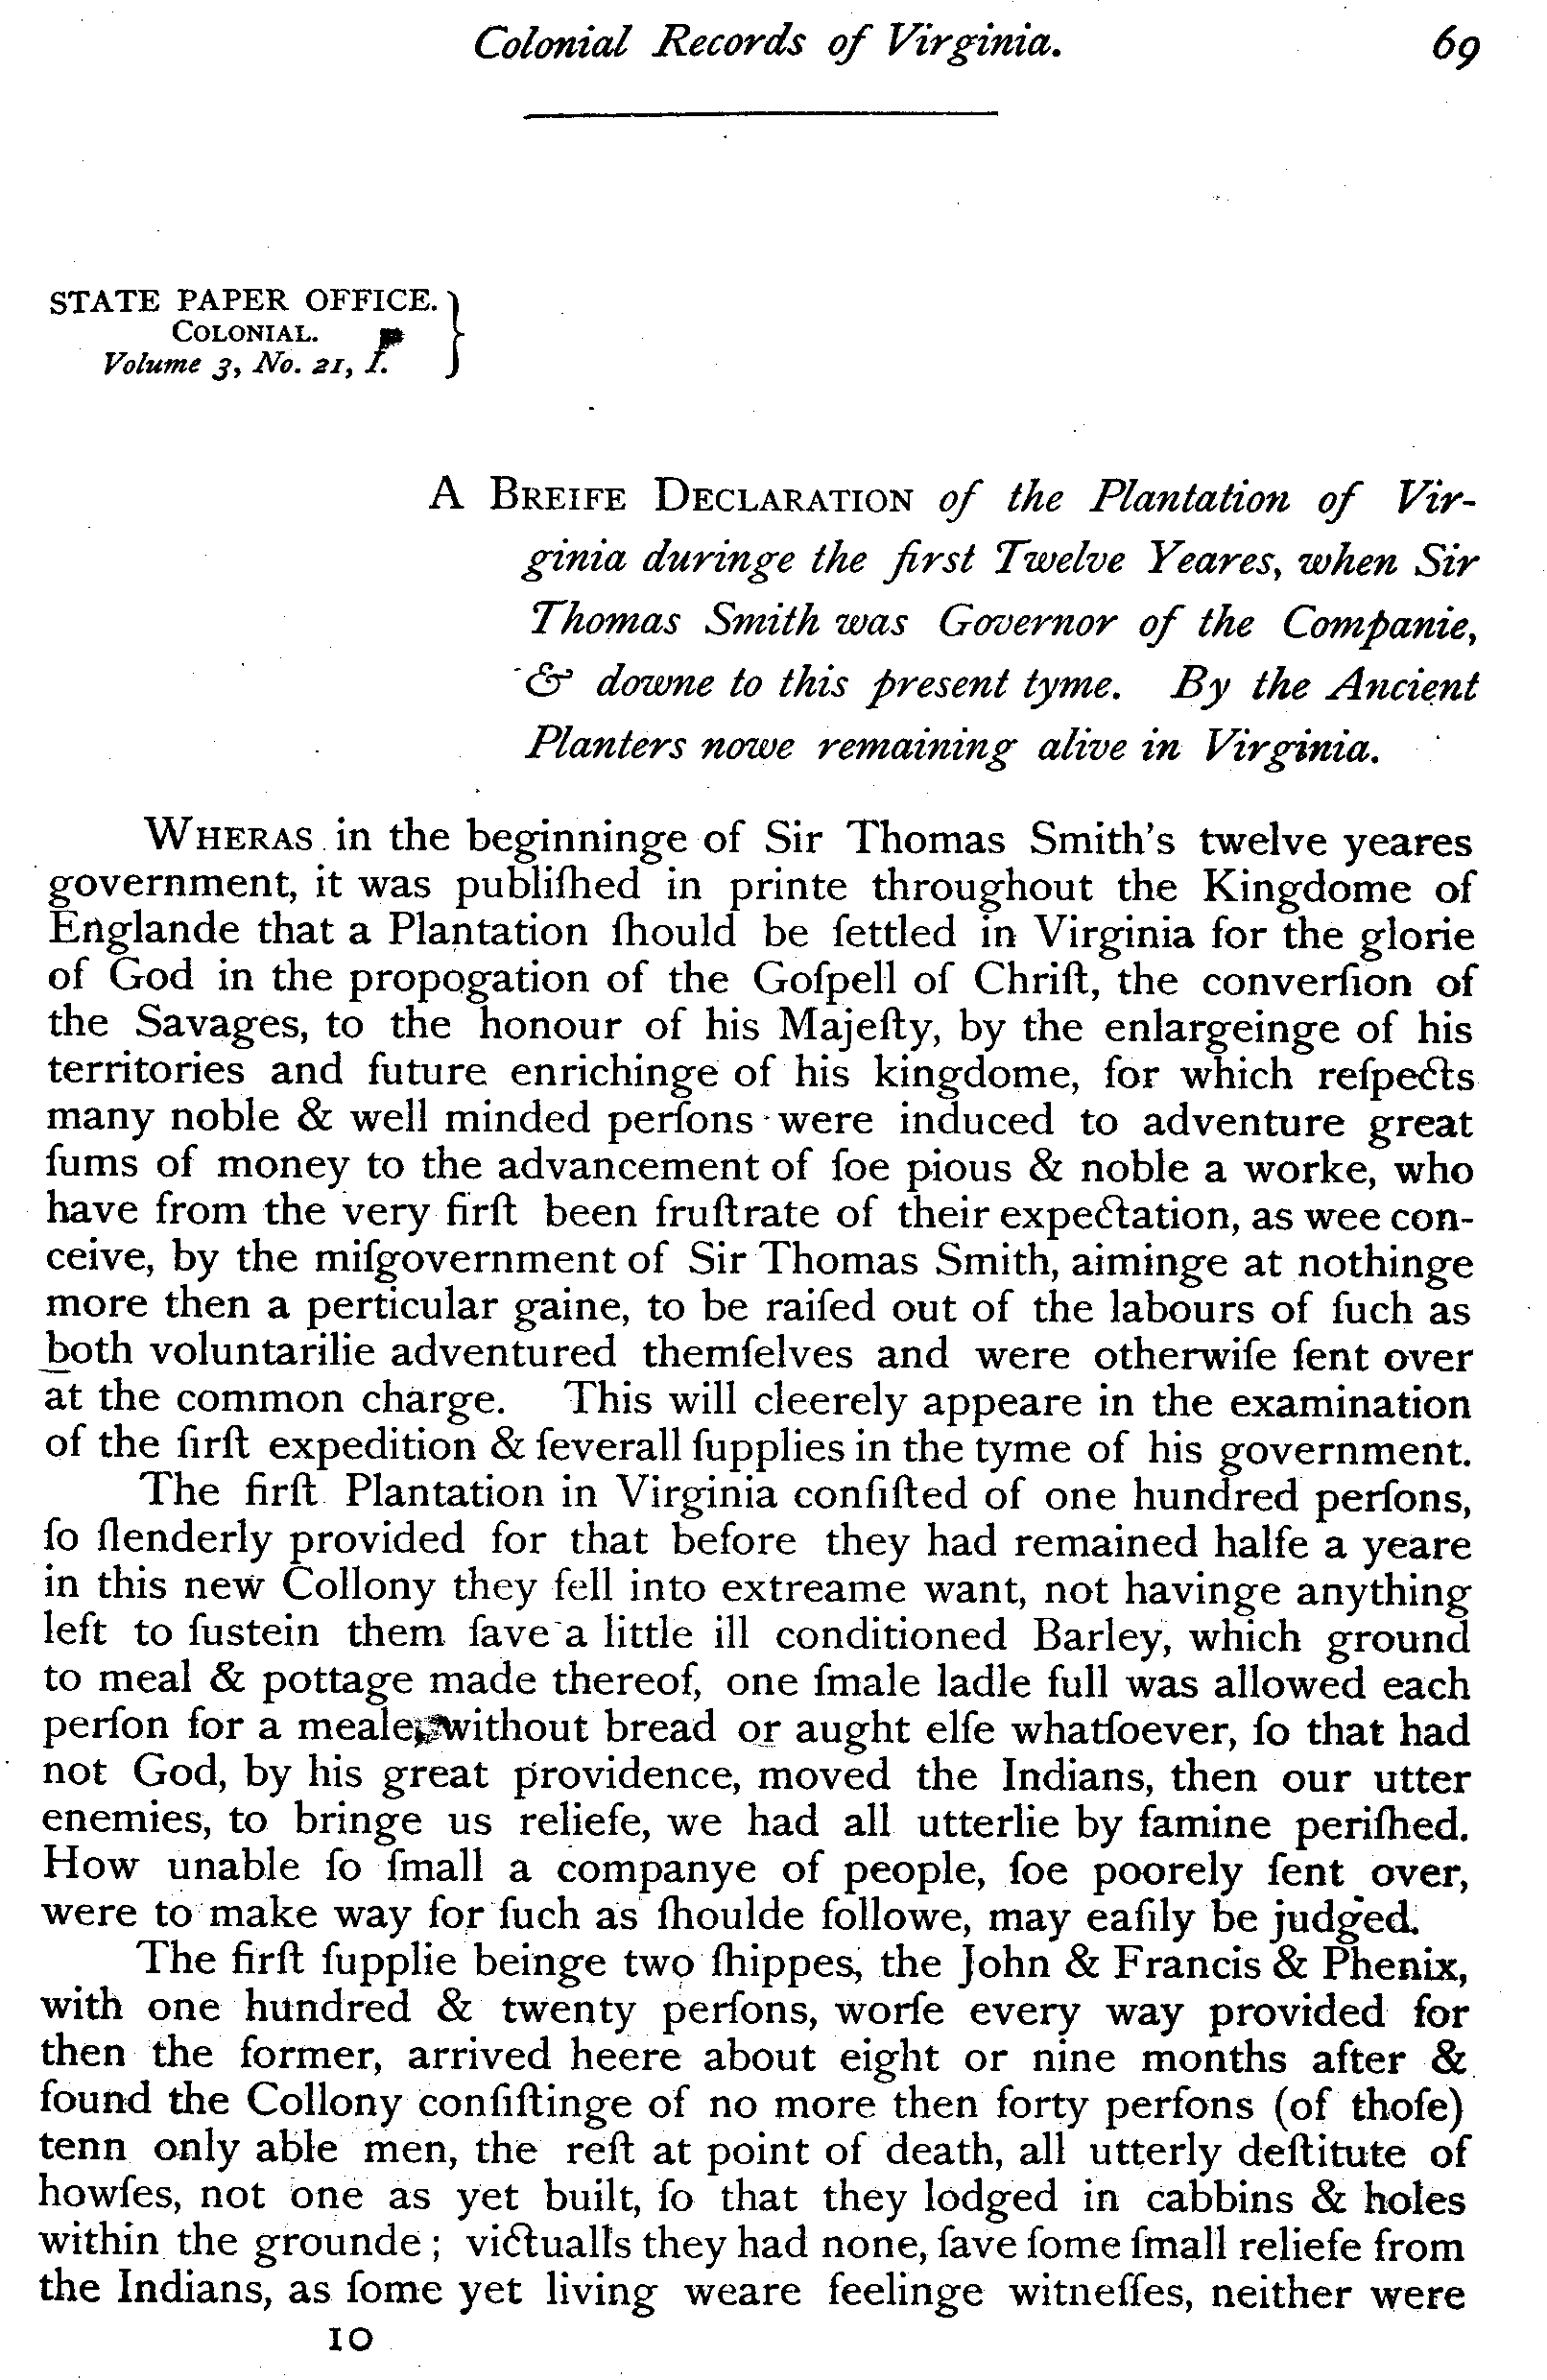 Colonial Records of Virginia. 69
STATE PAPER OFFICE.
COLONIAL.
Volume 3, No. 21, I.
A BREIFE DECLARATION of the Plantation of Vir-
ginia duringe the first Twelve Yeares, when Sir
Thomas Smith was Governor of the Companie,
& downe to this present tyme. By the Ancient
Planters nowe remaining alive in Virginia.
WHERAS in the beginninge of Sir Thomas Smith's twelve yeares
government, it was publiſhed in printe throughout the Kingdome of
Englande that a Plantation ſhould be ſettled in Virginia for the glorie
of God in the propogation of the Goſpell of Chriſt, the converſion of
the Savages, to the honour of his Majeſty, by the enlargeinge of his
territories and future enrichinge of his kingdome, for which reſpects
many noble & well minded perſons were induced to adventure great
ſums of money to the advancement of ſoe pious & noble a worke, who
have from the very firſt been fruſtrate of their expectation, as wee con-
ceive, by the miſgovernment of Sir Thomas Smith, aiminge at nothinge
more then a perticular gaine, to be raiſed out of the labours of ſuch as
both voluntarilie adventured themſelves and were otherwiſe ſent over
at the common charge. This will cleerely appeare in the examination
of the firſt expedition & ſeverall ſupplies in the tyme of his government.
The firſt Plantation in Virginia conſiſted of one hundred perſons,
ſo ſlenderly provided for that before they had remained halfe a yeare
in this new Collony they fell into extreame want, not havinge anything
left to ſustein them ſave a little ill conditioned Barley, which ground
to meal & pottage made thereof, one ſmale ladle full was allowed each
perſon for a meale, without bread or aught elſe whatſoever, ſo that had
not God, by his great providence, moved the Indians, then our utter
enemies, to bringe us reliefe, we had all utterlie by famine periſhed.
How unable ſo ſmall a companye of people, ſoe poorely ſent over,
were to make way for ſuch as ſhoulde followe, may eaſily be judged.
The firſt ſupplie beinge two ſhippes, the John & Francis & Phenix,
with one hundred & twenty perſons, worſe every way provided for
then the former, arrived heere about eight or nine months after &
found the Collony conſiſtinge of no more then forty perſons (of thoſe)
tenn only able men, the reſt at point of death, all utterly deſtitute of
howſes, not one as yet built, ſo that they lodged in cabbins & holes
within the grounde; victualls they had none, ſave ſome ſmall reliefe from
the Indians, as ſome yet living weare feelinge witneſſes, neither were
10